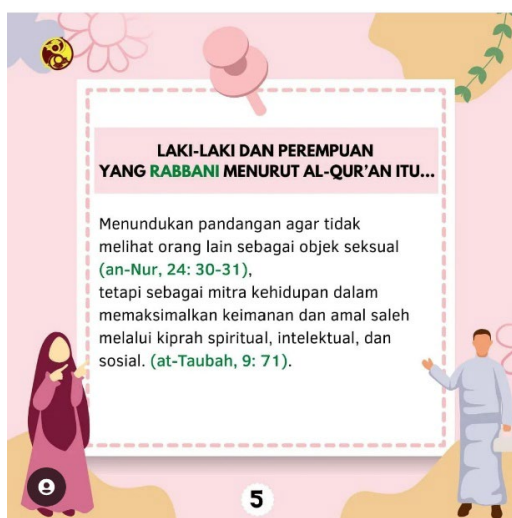 LAKI-LAKI DAN PEREMPUAN
YANG RABBANI MENURUT AL-QUR'AN ITU...
Menundukan pandangan agar tidak
melihat orang lain sebagai objek seksual
(an-Nur, 24: 30-31),
tetapi sebagai mitra kehidupan dalam
memaksimalkan keimanan dan amal saleh
melalui kiprah spiritual, intelektual, dan
sosial. (at-Taubah, 9: 71).
5